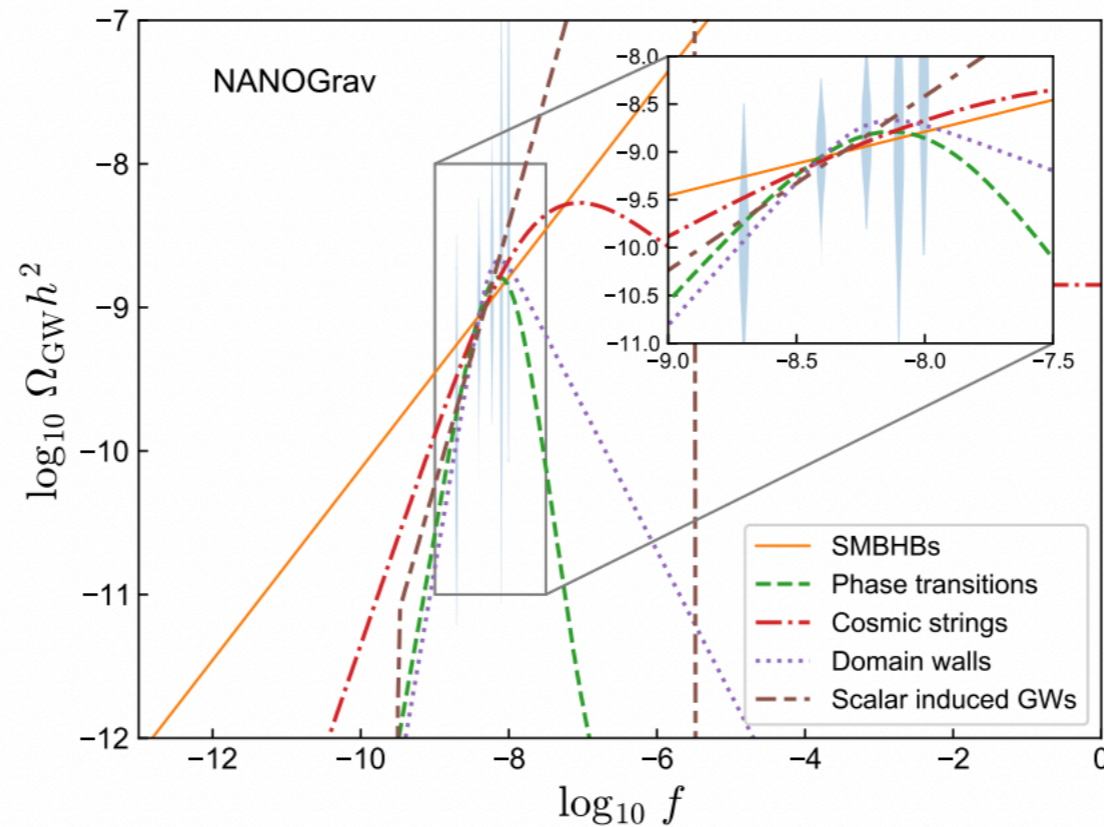 −7
−8
−9
−10
−11
−12
log₁₀ Ω_GW h²
NANOGrav
−8.0
−8.5
−9.0
−9.5
−10.0
−10.5
−11.0
−9.0 −8.5 −8.0 −7.5
SMBHBs
Phase transitions
Cosmic strings
Domain walls
Scalar induced GWs
−12 −10 −8 −6 −4 −2 0
log₁₀ f